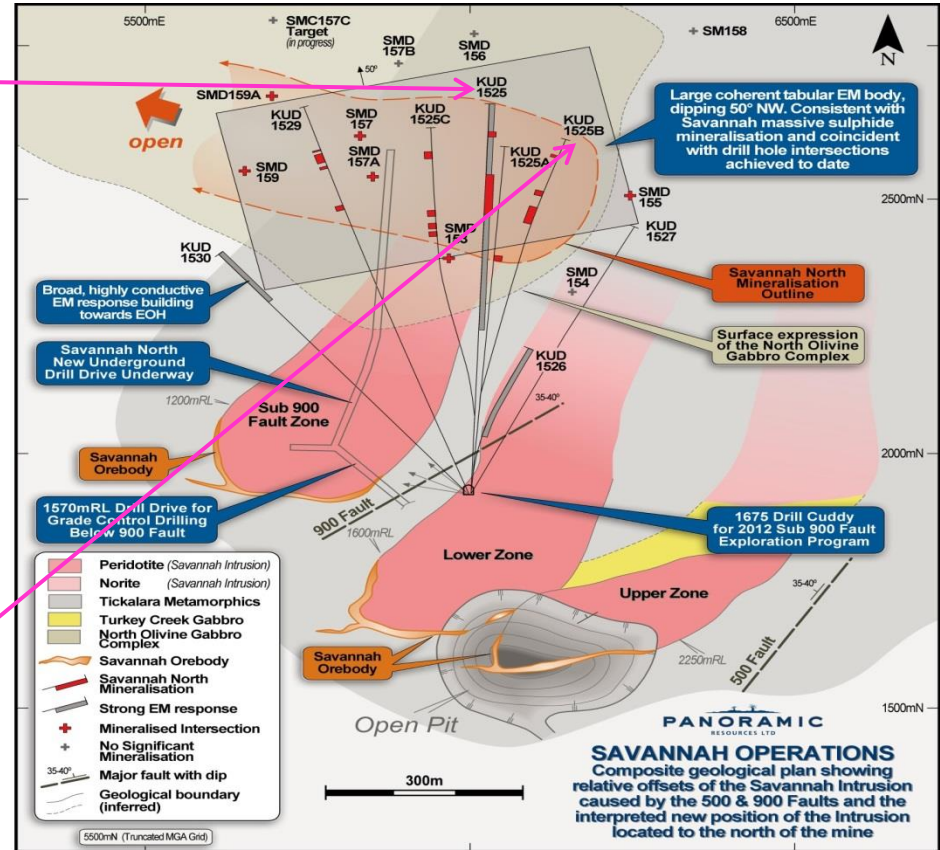 5500mE
6500mE
SMC157C
Target
(in progress)
SMD
157B
SMD
156
SM158
N
50º
KUD
1525
SMD159A
KUD
1529
SMD
157
KUD
1525C
KUD
1525B
Large coherent tabular EM body,
dipping 50° NW. Consistent with
Savannah massive sulphide
mineralisation and coincident
with drill hole intersections
achieved to date
open
SMD
159
SMD
157A
KUD
1525A
SMD
155
2500mN
2500mN
KUD
1527
SMD
153
KUD
1530
SMD
154
Savannah North
Mineralisation
Outline
Broad, highly conductive
EM response building
towards EOH
Surface expression
of the North Olivine
Gabbro Complex
Savannah North
New Underground
Drill Drive Underway
KUD
1526
35-40º
1200mRL
Sub 900
Fault Zone
Savannah
Orebody
2000mN
2000mN
1570mRL Drill Drive for
Grade Control Drilling
Below 900 Fault
900 Fault
1600mRL
1675 Drill Cuddy
for 2012 Sub 900 Fault
Exploration Program
Lower Zone
Upper Zone
35-40º
2250mRL
500 Fault
Savannah
Orebody
Open Pit
1500mN
Peridotite (Savannah Intrusion)
Norite (Savannah Intrusion)
Tickalara Metamorphics
Turkey Creek Gabbro
North Olivine Gabbro
Complex
Savannah Orebody
Savannah North
Mineralisation
Strong EM response
Mineralised Intersection
No Significant
Mineralisation
35-40º
Major fault with dip
Geological boundary
(inferred)
5500mN (Truncated MGA Grid)
300m
PANORAMIC
RESOURCES LTD
SAVANNAH OPERATIONS
Composite geological plan showing
relative offsets of the Savannah Intrusion
caused by the 500 & 900 Faults and the
interpreted new position of the Intrusion
located to the north of the mine